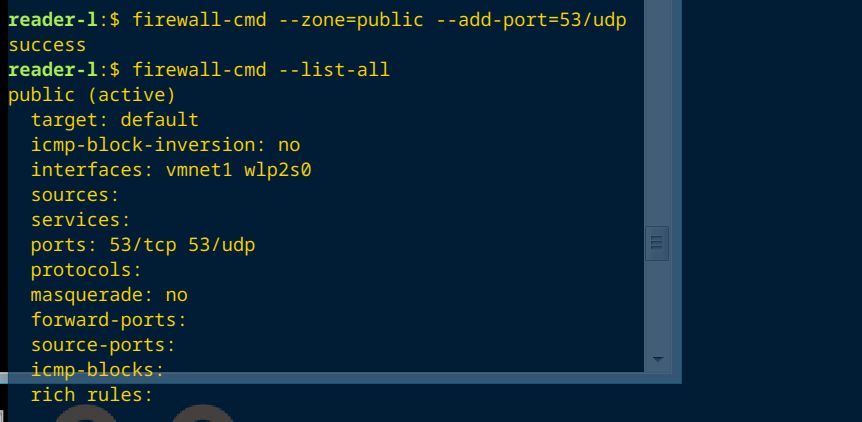 reader-l:$ firewall-cmd --zone=public --add-port=53/udp
success
reader-l:$ firewall-cmd --list-all
public (active)
  target: default
  icmp-block-inversion: no
  interfaces: vmnet1 wlp2s0
  sources:
  services:
  ports: 53/tcp 53/udp
  protocols:
  masquerade: no
  forward-ports:
  source-ports:
  icmp-blocks:
  rich rules: